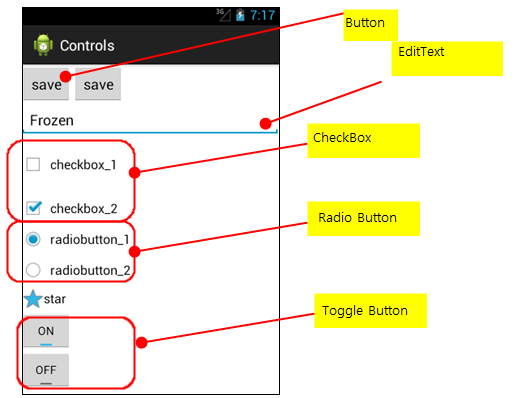 3G 7:17
Controls
save save
Frozen
checkbox_1
checkbox_2
radiobutton_1
radiobutton_2
star
ON
OFF
Button
EditText
CheckBox
Radio Button
Toggle Button